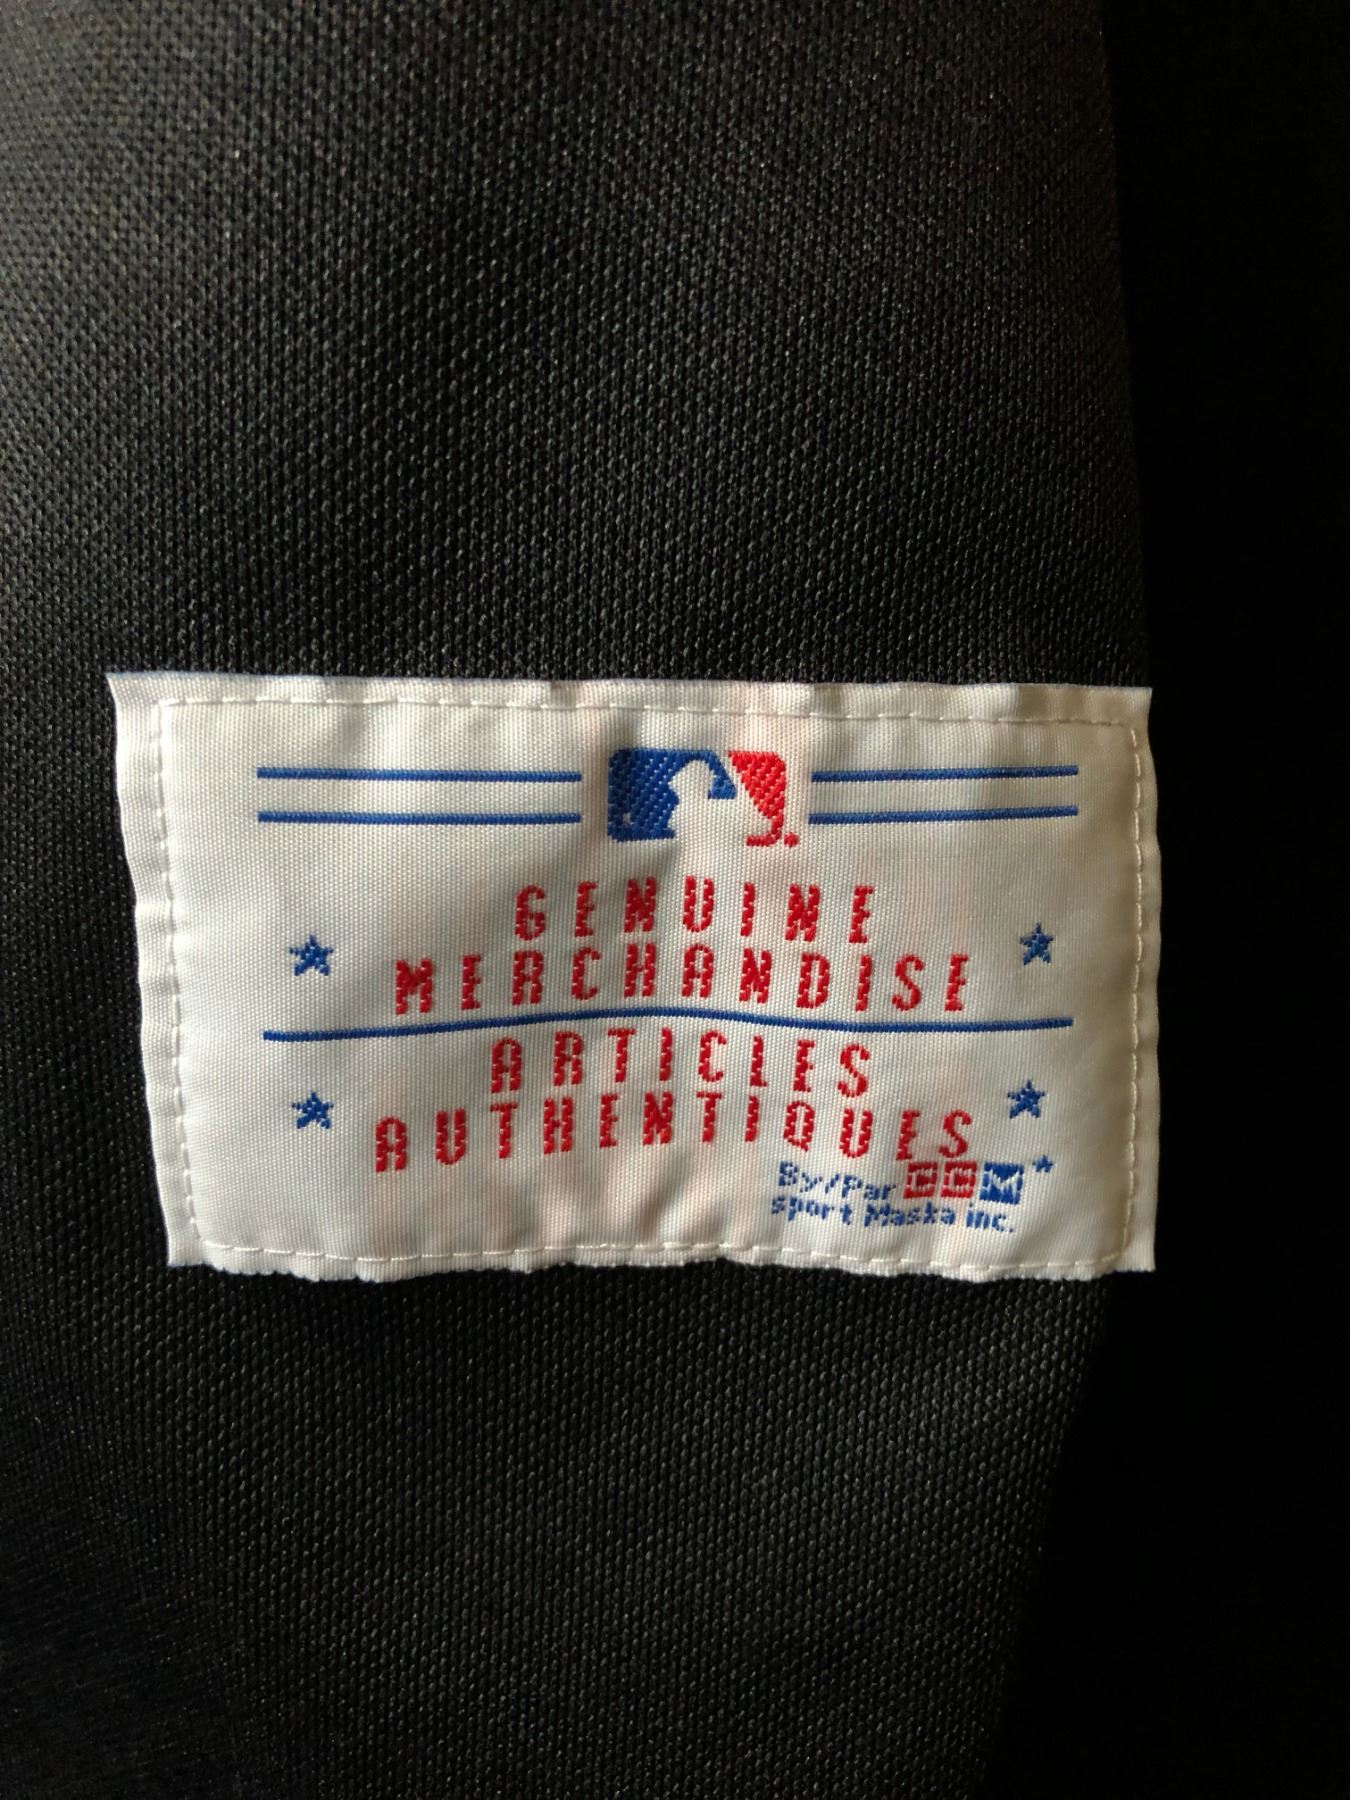 GENUINE
MERCHANDISE
ARTICLES
AUTHENTIQUES
By/Par CCM*
sport Maska inc.